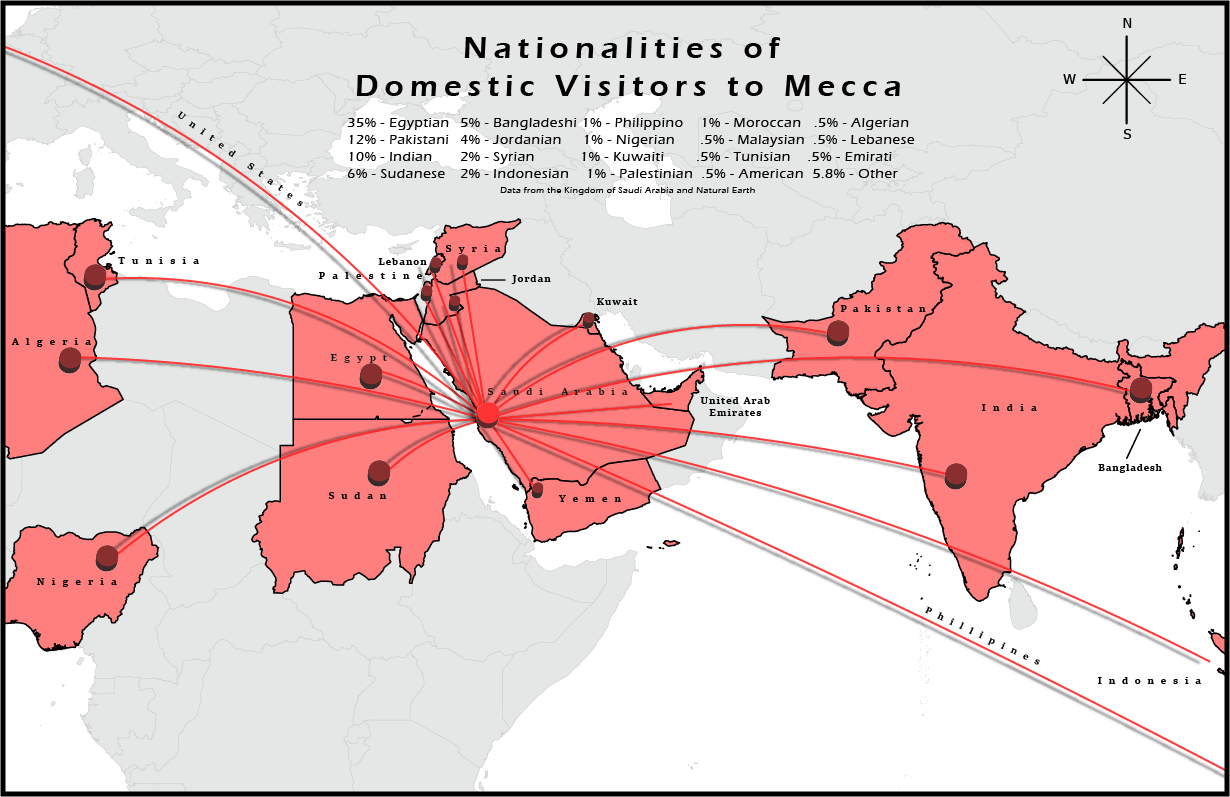 Nationalities of
Domestic Visitors to Mecca
35% - Egyptian 5% - Bangladeshi 1% - Philippino 1% - Moroccan .5% - Algerian
12% - Pakistani 4% - Jordanian 1% - Nigerian .5% - Malaysian .5% - Lebanese
10% - Indian 2% - Syrian 1% - Kuwaiti .5% - Tunisian .5% - Emirati
6% - Sudanese 2% - Indonesian 1% - Palestinian .5% - American 5.8% - Other
Data from the Kingdom of Saudi Arabia and Natural Earth
N
W E
S
United States
Tunisia
Lebanon
Syria
Palestine
Jordan
Kuwait
Pakistan
Algeria
Egypt
Saudi Arabia
United Arab
Emirates
India
Bangladesh
Sudan
Yemen
Nigeria
Phillipines
Indonesia